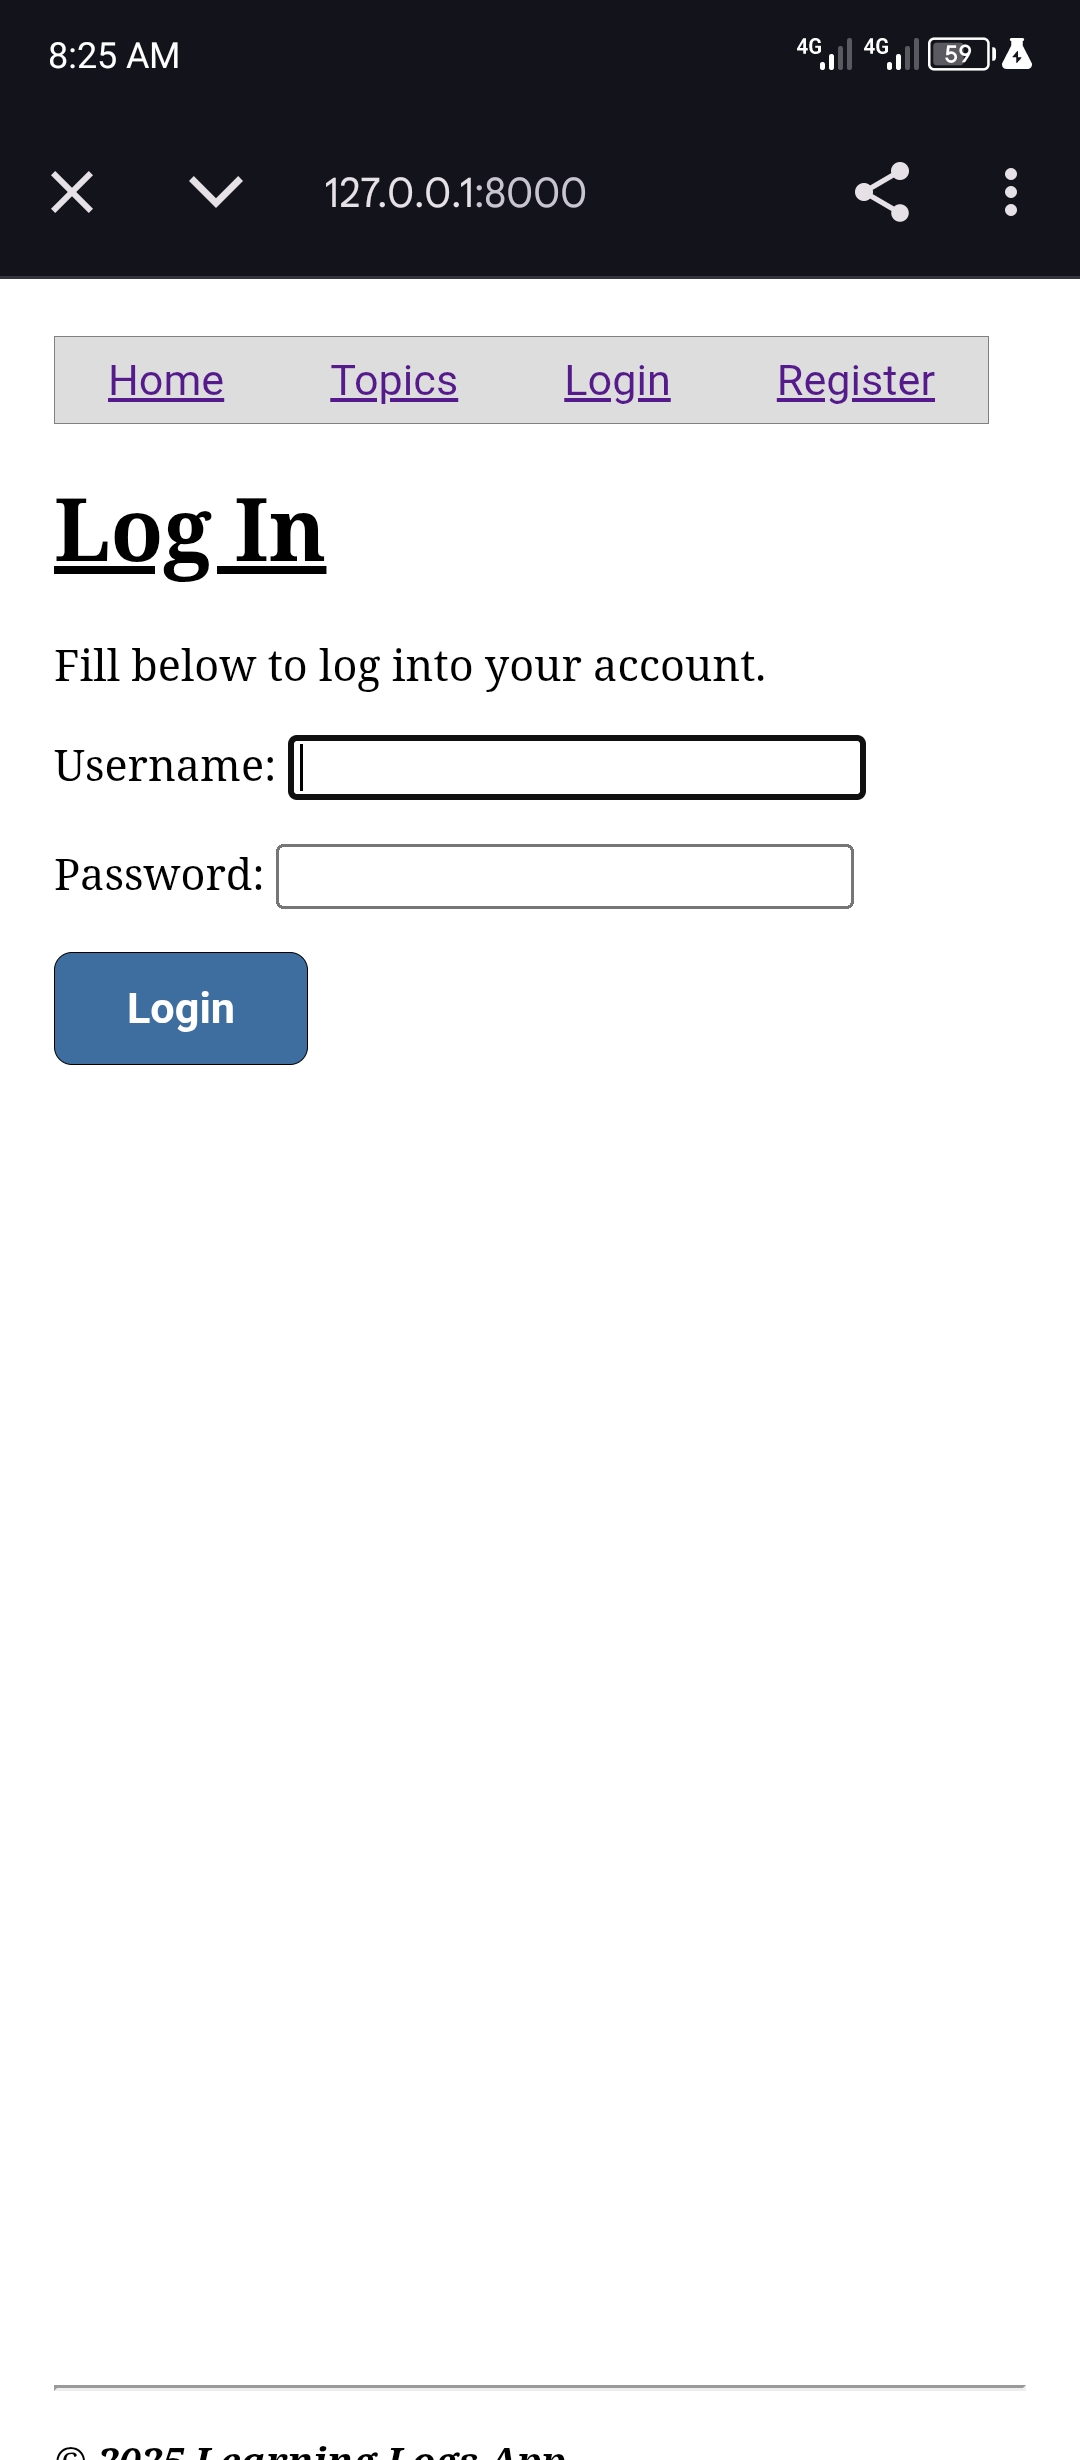 8:25 AM 4G 4G 59
127.0.0.1:8000
Home Topics Login Register
Log In
Fill below to log into your account.
Username:
Password:
Login
© 2025 Learning Logs App